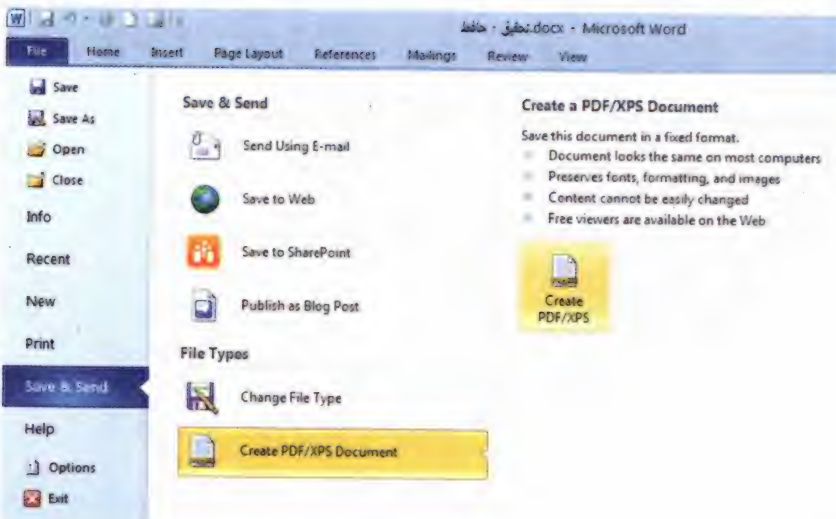 تحقیق - حافظ.docx - Microsoft Word
File Home Insert Page Layout References Mailings Review View
Save
Save As
Open
Close
Info
Recent
New
Print
Save & Send
Help
Options
Exit
Save & Send
Send Using E-mail
Save to Web
Save to SharePoint
Publish as Blog Post
File Types
Change File Type
Create PDF/XPS Document
Create a PDF/XPS Document
Save this document in a fixed format.
Document looks the same on most computers
Preserves fonts, formatting, and images
Content cannot be easily changed
Free viewers are available on the Web
Create
PDF/XPS